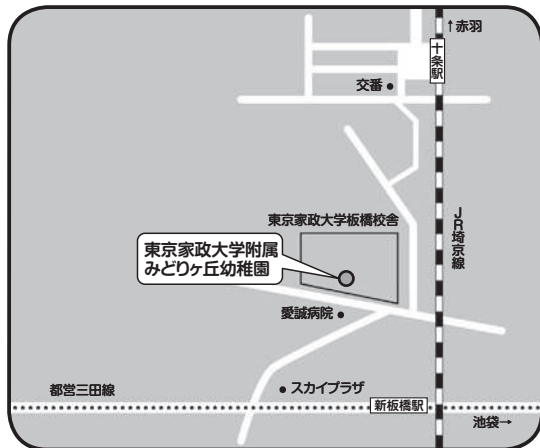 ↑赤羽
十条駅
交番
東京家政大学板橋校舎
JR埼京線
東京家政大学附属
みどりヶ丘幼稚園
愛誠病院
スカイプラザ
都営三田線
新板橋駅
池袋→